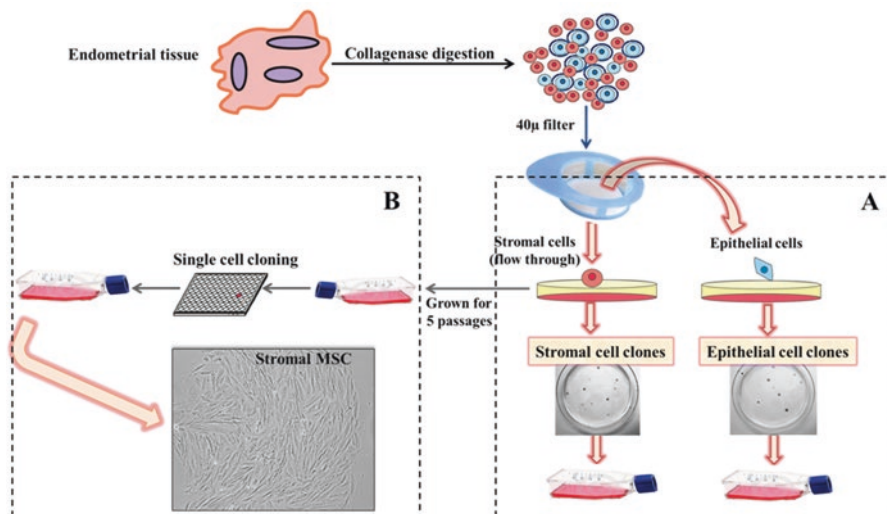 Endometrial tissue
Collagenase digestion
40μ filter
B
A
Stromal cells
(flow through)
Epithelial cells
Single cell cloning
Grown for
5 passages
Stromal MSC
Stromal cell clones
Epithelial cell clones